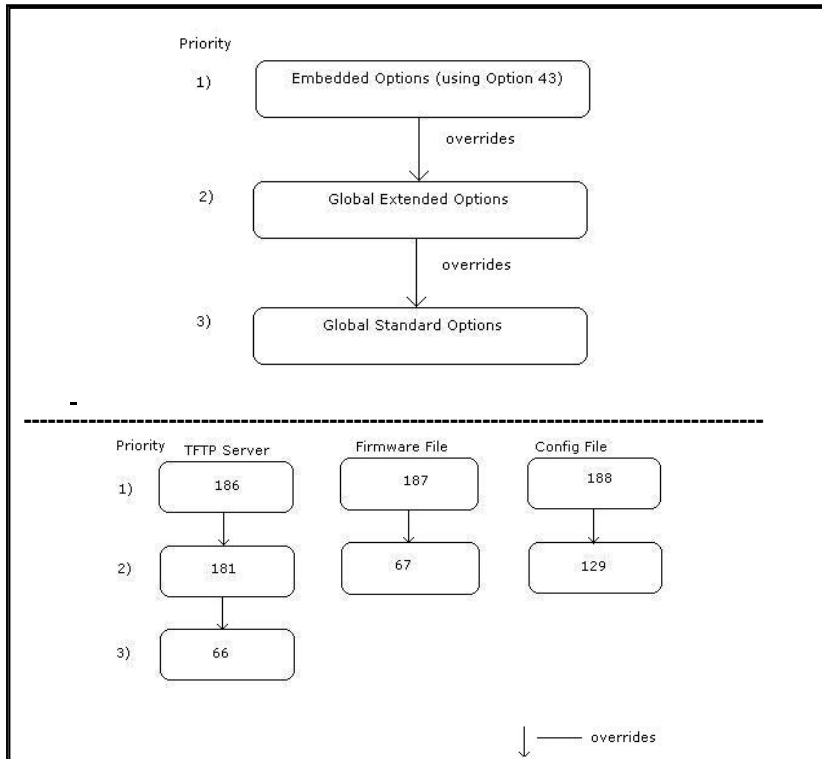 Priority
1) Embedded Options (using Option 43)
overrides
2) Global Extended Options
overrides
3) Global Standard Options
-
Priority TFTP Server Firmware File Config File
1) 186 187 188
2) 181 67 129
3) 66
overrides